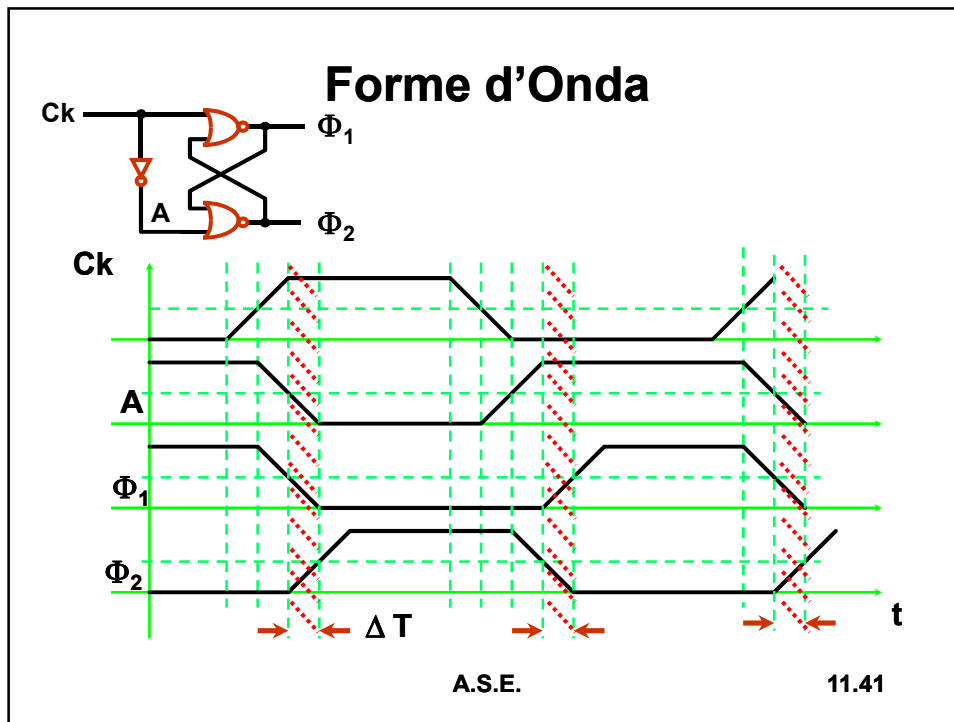 Forme d'Onda
Ck
Φ1
A
Φ2
Ck
A
Φ1
Φ2
t
Δ T
A.S.E.
11.41